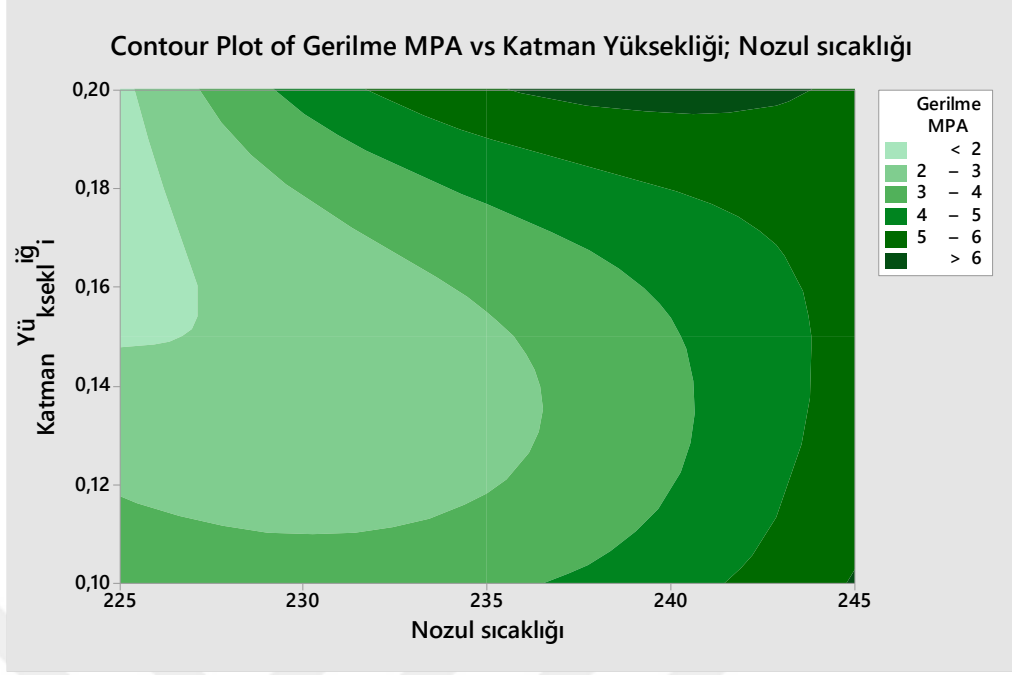 Contour Plot of Gerilme MPA vs Katman Yüksekliği; Nozul sıcaklığı
Gerilme
MPA
< 2
2 – 3
3 – 4
4 – 5
5 – 6
> 6
Katman Yüksekliği
0,20
0,18
0,16
0,14
0,12
0,10
225
230
235
240
245
Nozul sıcaklığı